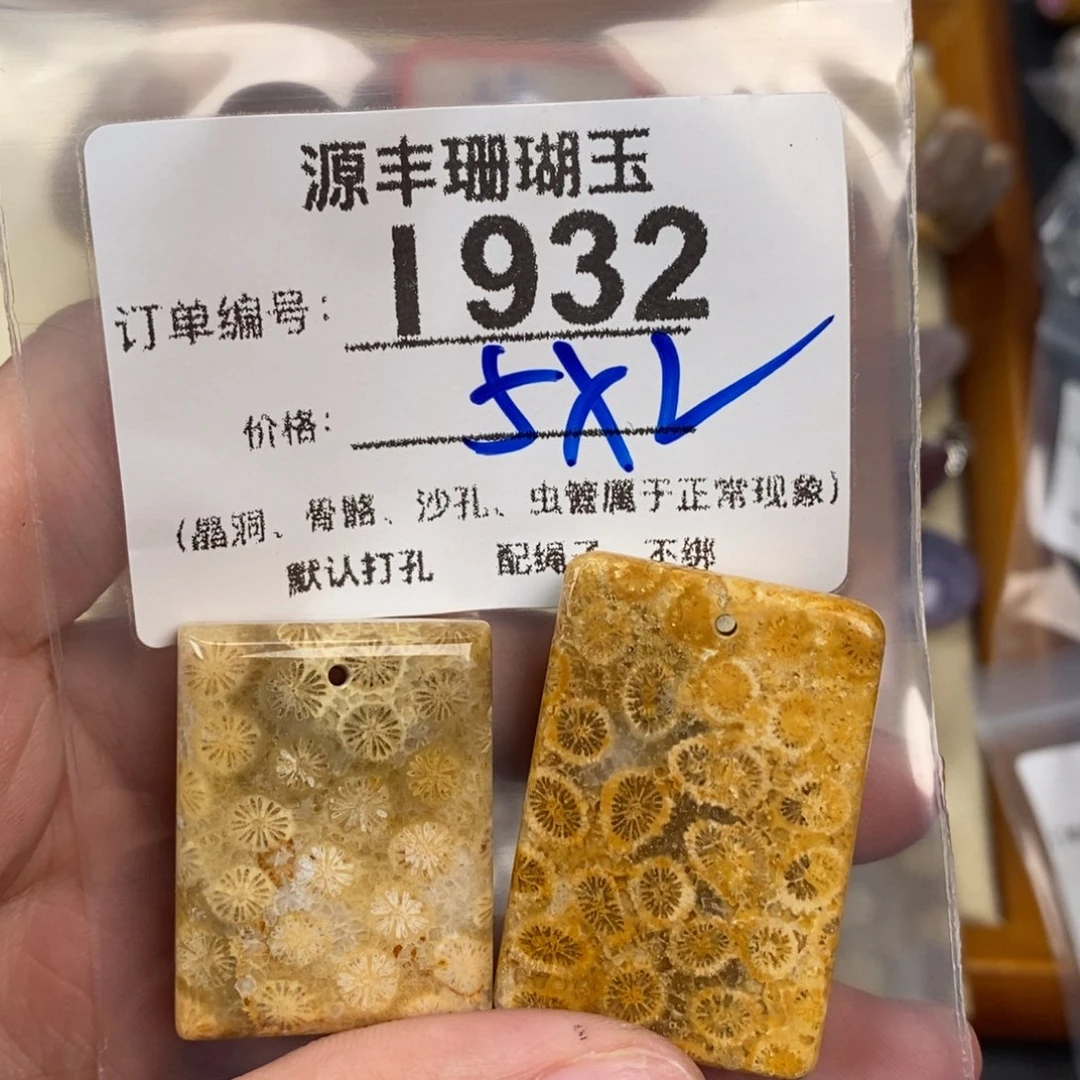 源丰珊瑚玉
订单编号： 1932
价格： 5X2
(晶洞、骨骼、沙孔、虫管属于正常现象)
默认打孔 配绳子 不绑